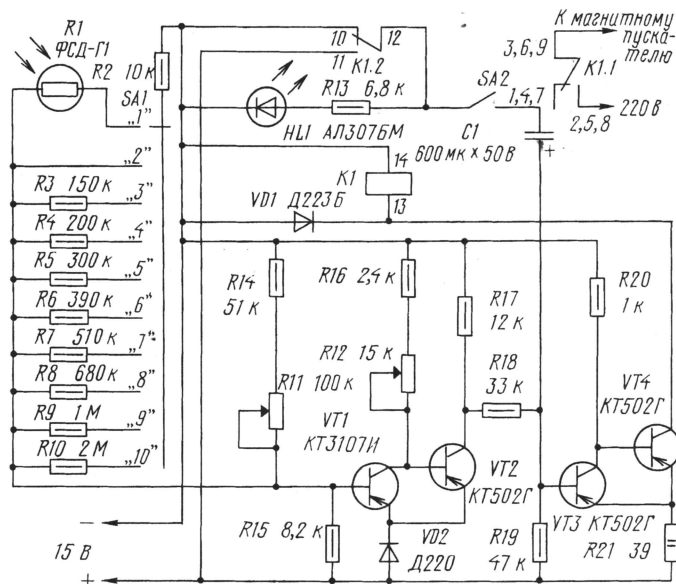 R1
ФСД-Г1
R2
10 к
SA1
„1”
„2”
R3 150 к „3”
R4 200 к „4”
R5 300 к „5”
R6 390 к „6”
R7 510 к „7”
R8 680 к „8”
R9 1 М „9”
R10 2 М „10”
10
12
11
К1.2
R13 6,8 к
HL1 АЛ307БМ
SA2
К магнитному
пуска-
телю
3,6,9
К1.1
1,4,7
220 В
2,5,8
C1
600 мк × 50 В
+
14
К1
13
VD1 Д223Б
R14
51 к
R16 2,4 к
R17
12 к
R20
1 к
R12 15 к
R11 100 к
R18
33 к
VT1
КТ3107И
VT4
КТ502Г
VT2
КТ502Г
R15 8,2 к
VD2
Д220
R19
47 к
VT3 КТ502Г
R21 39
−
15 В
+